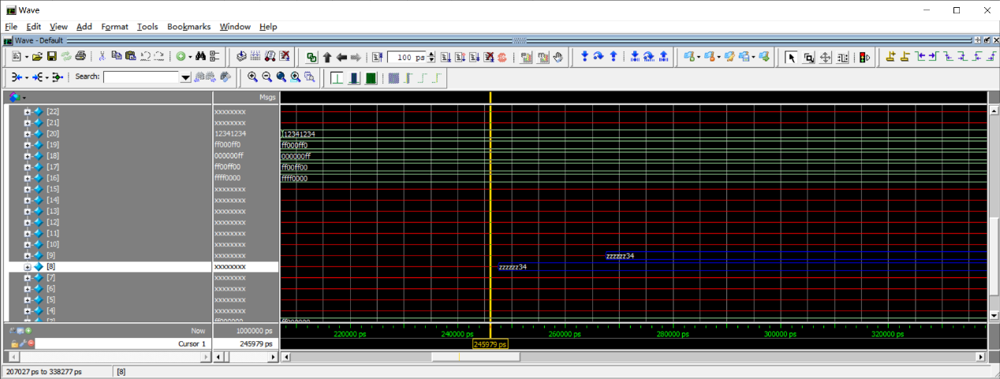 Wave
File Edit View Add Format Tools Bookmarks Window Help
Wave - Default
100 ps
Search:
Msgs
[22] xxxxxxxx
[21] xxxxxxxx
[20] 12341234 12341234
[19] ff000ff0 ff000ff0
[18] 000000ff 000000ff
[17] ff00ff00 ff00ff00
[16] ffff0000 ffff0000
[15] xxxxxxxx
[14] xxxxxxxx
[13] xxxxxxxx
[12] xxxxxxxx
[11] xxxxxxxx
[10] xxxxxxxx
[9] xxxxxxxx zzzzzz34
[8] xxxxxxxx zzzzzz34
[7] xxxxxxxx
[6] xxxxxxxx
[5] xxxxxxxx
[4] xxxxxxxx
Now 1000000 ps
220000 ps 240000 ps 260000 ps 280000 ps 300000 ps 320000 ps
Cursor 1 245979 ps 245979 ps
207027 ps to 338277 ps [8]